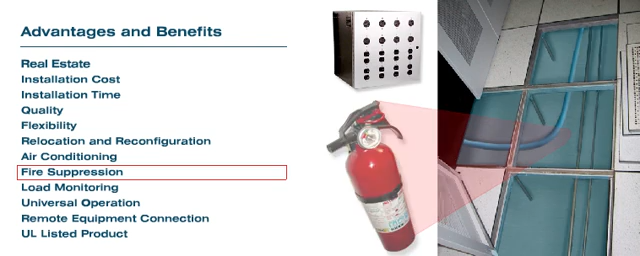 Advantages and Benefits
Real Estate
Installation Cost
Installation Time
Quality
Flexibility
Relocation and Reconfiguration
Air Conditioning
Fire Suppression
Load Monitoring
Universal Operation
Remote Equipment Connection
UL Listed Product